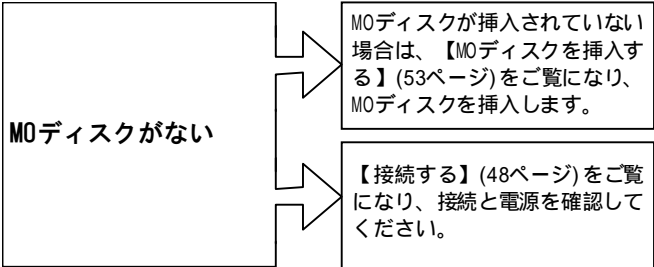 MOディスクがない
MOディスクが挿入されていない
場合は、【MOディスクを挿入す
る】(53ページ)をご覧になり、
MOディスクを挿入します。
【接続する】(48ページ)をご覧
になり、接続と電源を確認して
ください。